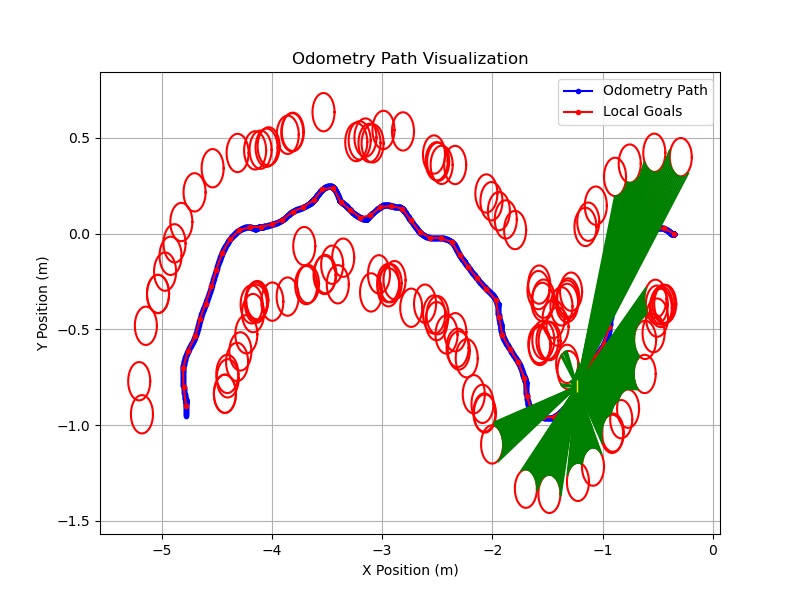 Odometry Path Visualization
Odometry Path
Local Goals
0.5
0.0
−0.5
−1.0
−1.5
Y Position (m)
−5
−4
−3
−2
−1
0
X Position (m)